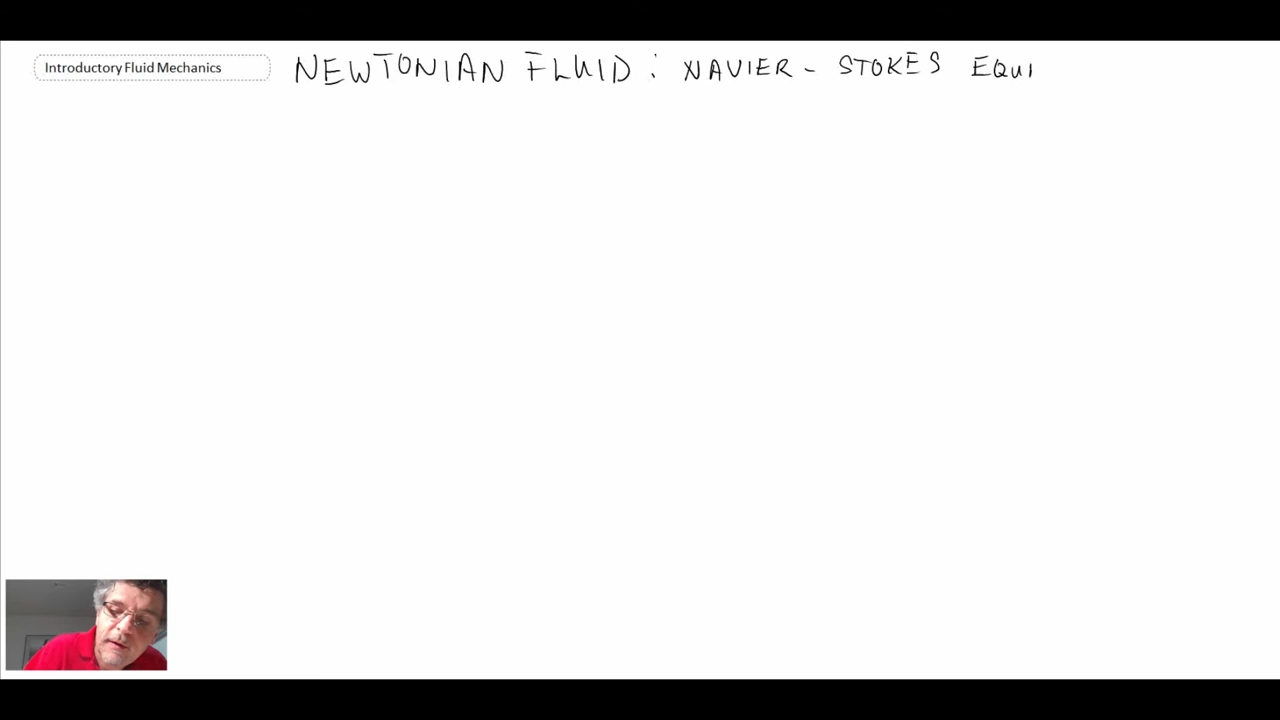 Introductory Fluid Mechanics
NEWTONIAN FLUID : NAVIER - STOKES EQUI